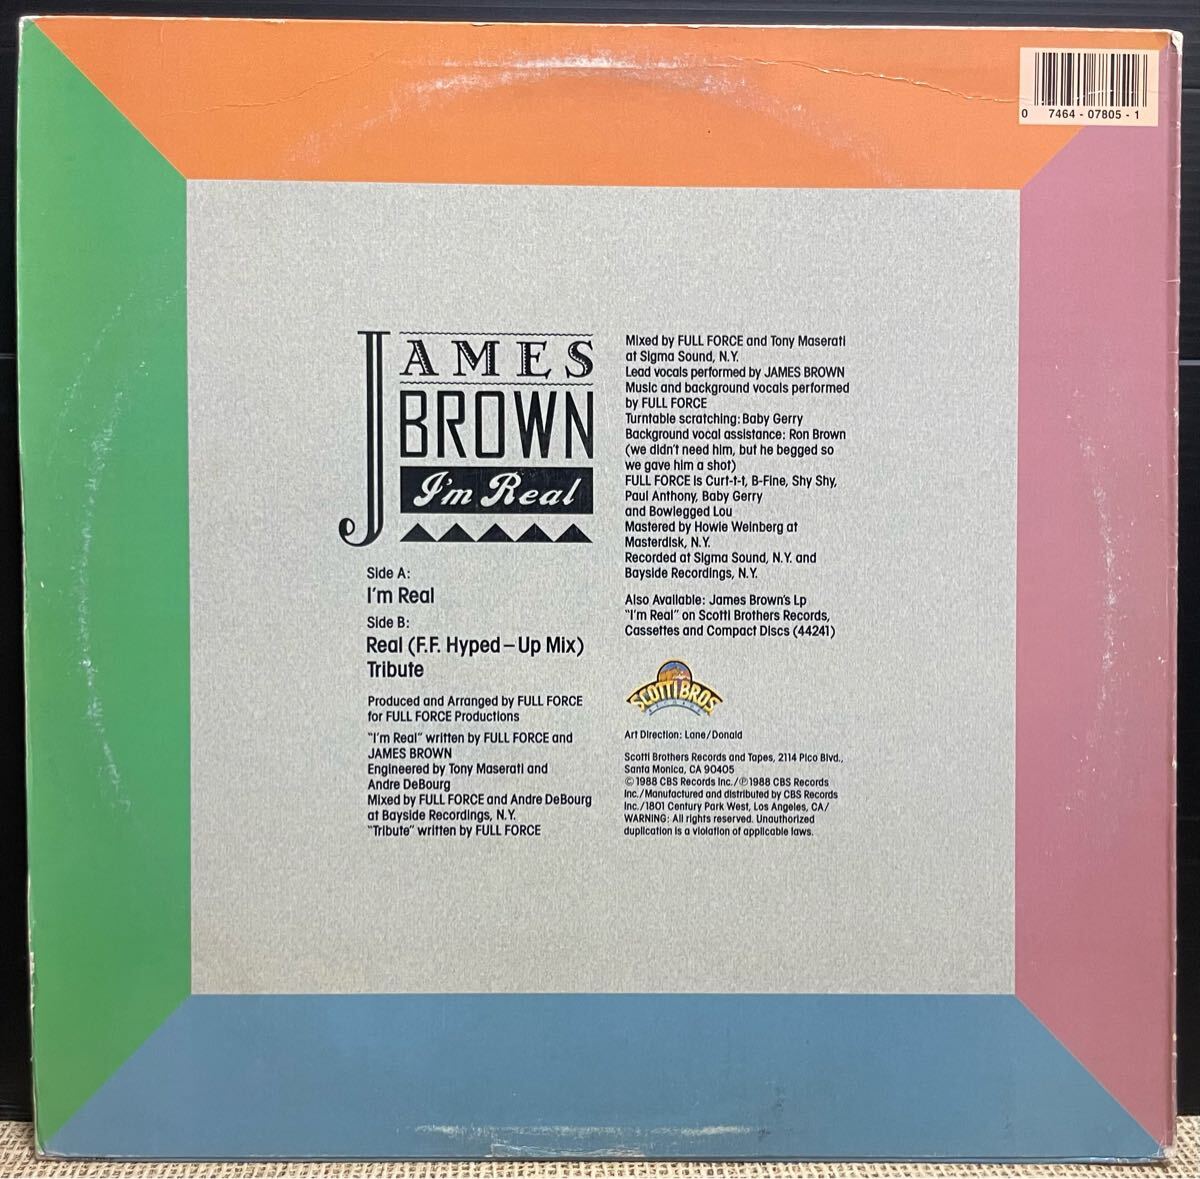 0 7464 - 07805 - 1
JAMES
BROWN
I'm Real
Side A:
I'm Real
Side B:
Real (F.F. Hyped–Up Mix)
Tribute
Produced and Arranged by FULL FORCE
for FULL FORCE Productions
"I'm Real" written by FULL FORCE and
JAMES BROWN
Engineered by Tony Maserati and
Andre DeBourg
Mixed by FULL FORCE and Andre DeBourg
at Bayside Recordings, N.Y.
"Tribute" written by FULL FORCE
Mixed by FULL FORCE and Tony Maserati
at Sigma Sound, N.Y.
Lead vocals performed by JAMES BROWN
Music and background vocals performed
by FULL FORCE
Turntable scratching: Baby Gerry
Background vocal assistance: Ron Brown
(we didn't need him, but he begged so
we gave him a shot)
FULL FORCE is Curt-t-t, B-Fine, Shy Shy,
Paul Anthony, Baby Gerry
and Bowlegged Lou
Mastered by Howie Weinberg at
Masterdisk, N.Y.
Recorded at Sigma Sound, N.Y. and
Bayside Recordings, N.Y.
Also Available: James Brown's Lp
"I'm Real" on Scotti Brothers Records,
Cassettes and Compact Discs (44241)
SCOTTI BROS
RECORDS
Art Direction: Lane/Donald
Scotti Brothers Records and Tapes, 2114 Pico Blvd.,
Santa Monica, CA 90405
© 1988 CBS Records Inc./℗ 1988 CBS Records
Inc./Manufactured and distributed by CBS Records
Inc./1801 Century Park West, Los Angeles, CA/
WARNING: All rights reserved. Unauthorized
duplication is a violation of applicable laws.